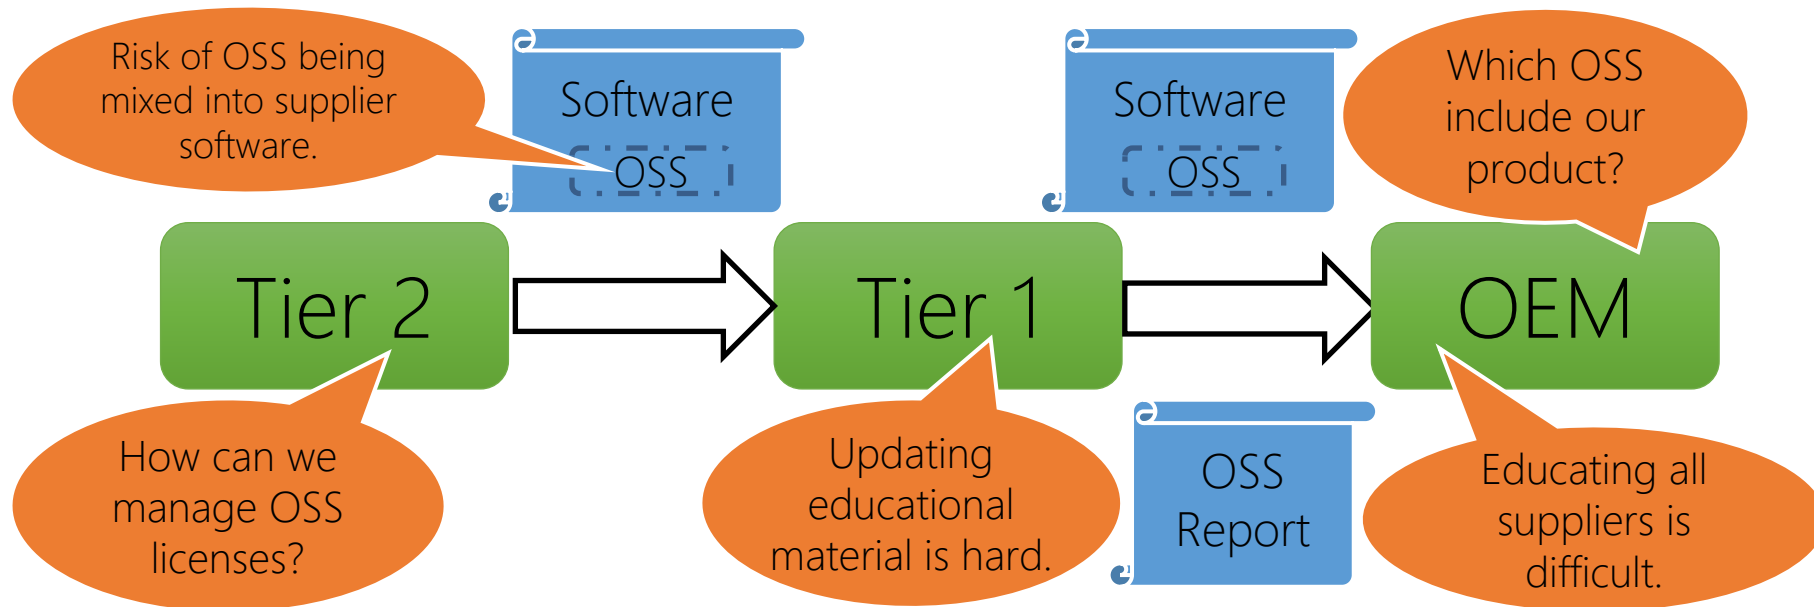 Risk of OSS being
mixed into supplier
software.
Software
OSS
Software
OSS
Which OSS
include our
product?
Tier 2
Tier 1
OEM
How can we
manage OSS
licenses?
Updating
educational
material is hard.
OSS
Report
Educating all
suppliers is
difficult.